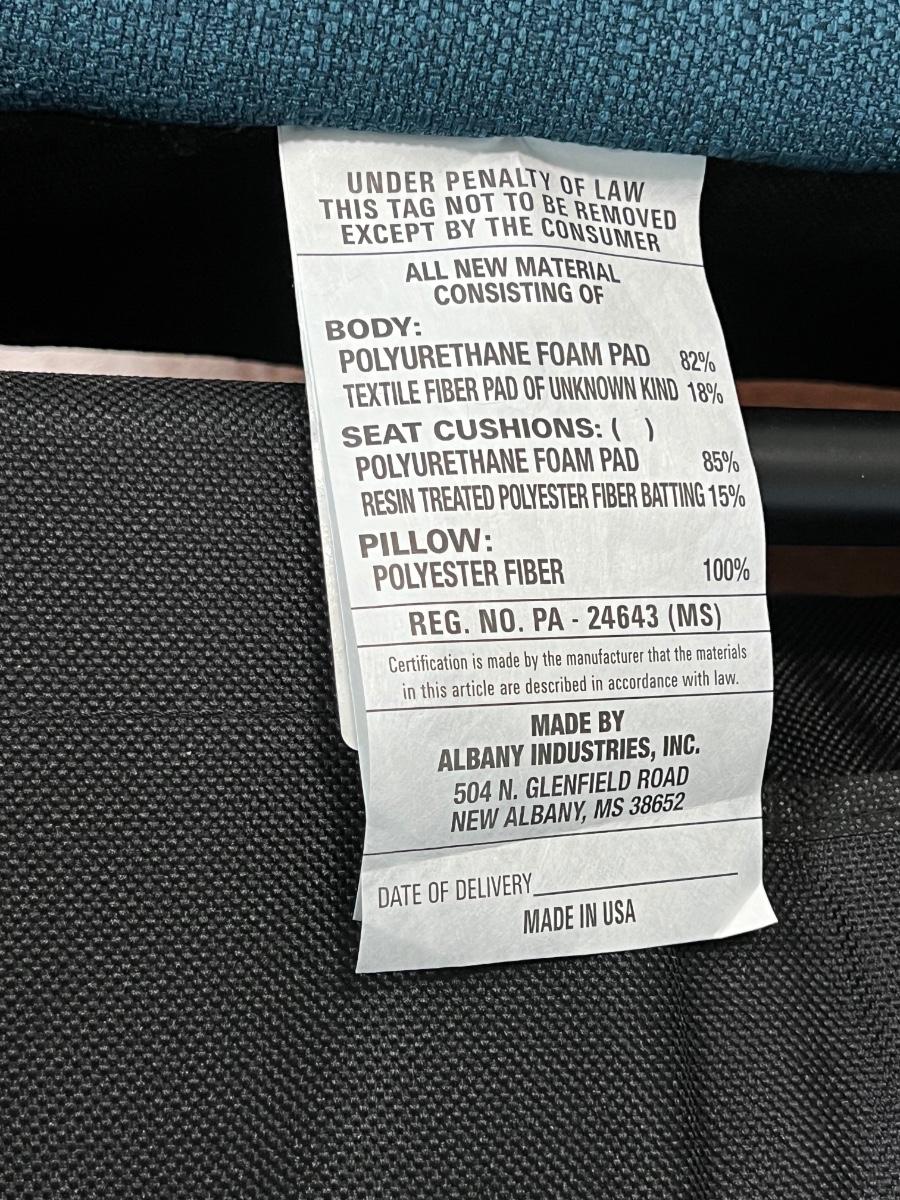 UNDER PENALTY OF LAW
THIS TAG NOT TO BE REMOVED
EXCEPT BY THE CONSUMER
ALL NEW MATERIAL
CONSISTING OF
BODY:
POLYURETHANE FOAM PAD 82%
TEXTILE FIBER PAD OF UNKNOWN KIND 18%
SEAT CUSHIONS: ( )
POLYURETHANE FOAM PAD 85%
RESIN TREATED POLYESTER FIBER BATTING 15%
PILLOW:
POLYESTER FIBER 100%
REG. NO. PA - 24643 (MS)
Certification is made by the manufacturer that the materials
in this article are described in accordance with law.
MADE BY
ALBANY INDUSTRIES, INC.
504 N. GLENFIELD ROAD
NEW ALBANY, MS 38652
DATE OF DELIVERY
MADE IN USA